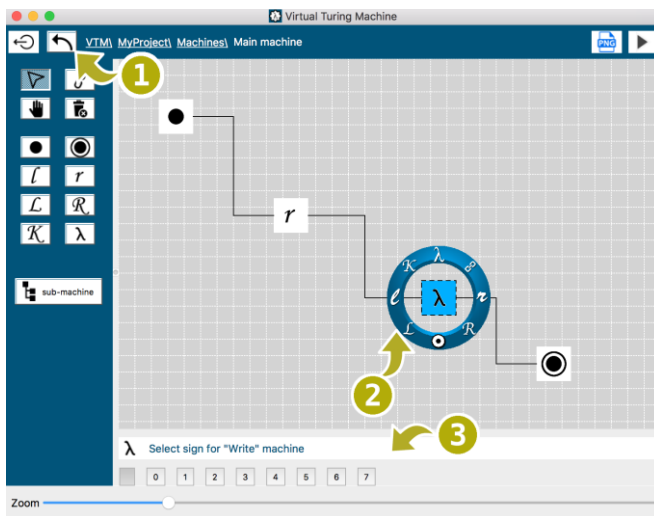 Virtual Turing Machine
VTM\ MyProject\ Machines\ Main machine
PNG
1
l r
r
L R
K λ
K λ
l λ r
L R
sub-machine
2
3
λ Select sign for "Write" machine
0 1 2 3 4 5 6 7
Zoom